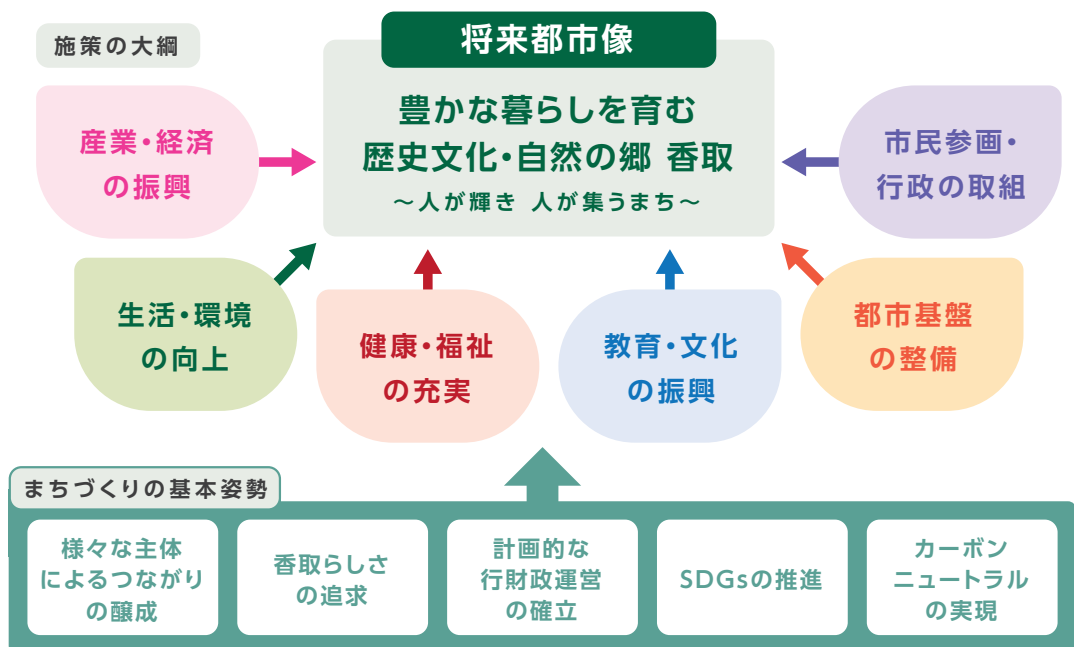 施策の大綱
将来都市像
豊かな暮らしを育む
歴史文化・自然の郷 香取
～人が輝き 人が集うまち～
産業・経済
の振興
市民参画・
行政の取組
生活・環境
の向上
健康・福祉
の充実
教育・文化
の振興
都市基盤
の整備
まちづくりの基本姿勢
様々な主体
によるつながり
の醸成
香取らしさ
の追求
計画的な
行財政運営
の確立
SDGsの推進
カーボン
ニュートラル
の実現